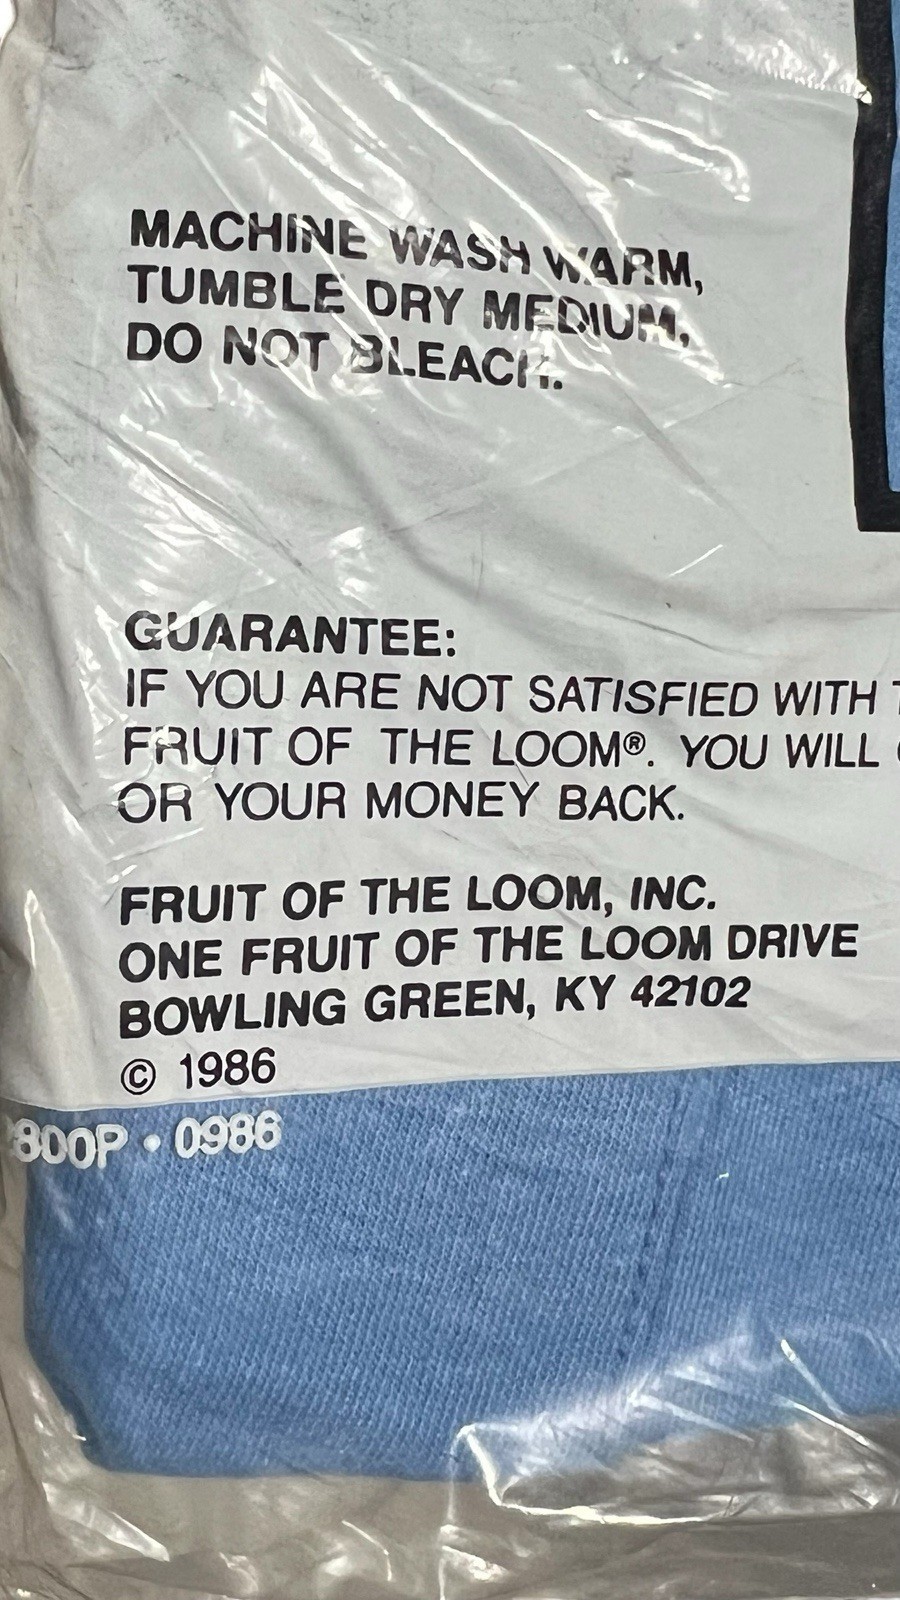 MACHINE WASH WARM,
TUMBLE DRY MEDIUM,
DO NOT BLEACH.
GUARANTEE:
IF YOU ARE NOT SATISFIED WITH
FRUIT OF THE LOOM®. YOU WILL
OR YOUR MONEY BACK.
FRUIT OF THE LOOM, INC.
ONE FRUIT OF THE LOOM DRIVE
BOWLING GREEN, KY 42102
© 1986
800P • 0986